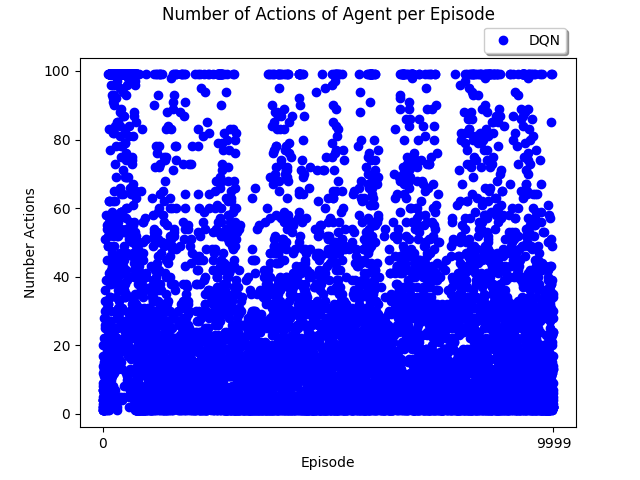 Number of Actions of Agent per Episode
DQN
100
80
60
40
20
0
Number Actions
0
9999
Episode